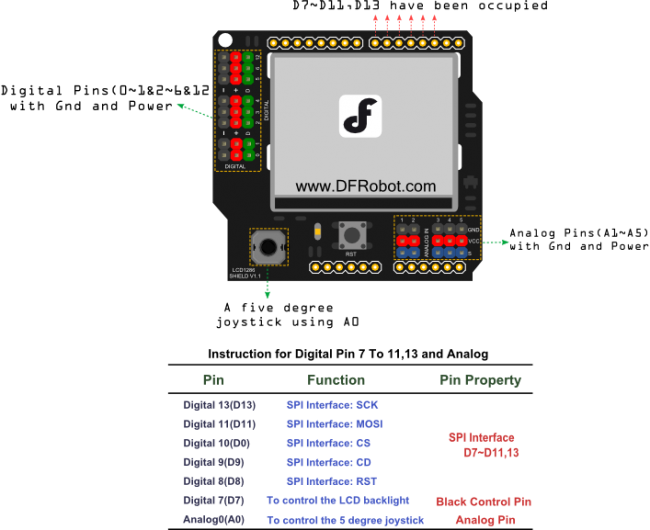 D7~D11,D13 have been occupied
Digital Pins(0~1&2~6&12
with Gnd and Power
DIGITAL
DIGITAL
www.DFRobot.com
ANALOG IN
GND
VCC
S
Analog Pins(A1~A5)
with Gnd and Power
RST
LCD1286
SHIELD V1.1
A five degree
joystick using A0
Instruction for Digital Pin 7 To 11,13 and Analog
Pin Function Pin Property
Digital 13(D13) SPI Interface: SCK
Digital 11(D11) SPI Interface: MOSI
SPI Interface
Digital 10(D0) SPI Interface: CS
D7~D11,13
Digital 9(D9) SPI Interface: CD
Digital 8(D8) SPI Interface: RST
Digital 7(D7) To control the LCD backlight Black Control Pin
Analog0(A0) To control the 5 degree joystick Analog Pin